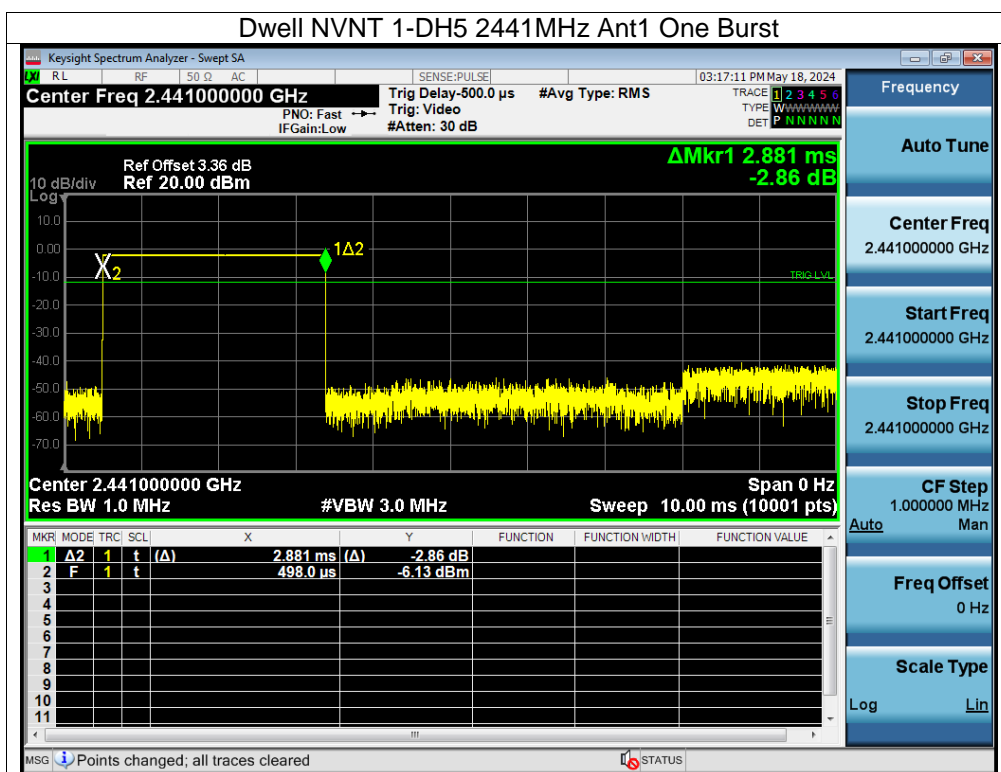 Dwell NVNT 1-DH5 2441MHz Ant1 One Burst
Keysight Spectrum Analyzer - Swept SA
LXI RL RF 50 Ω AC SENSE:PULSE 03:17:11 PM May 18, 2024
Center Freq 2.441000000 GHz Trig Delay-500.0 µs #Avg Type: RMS TRACE 1 2 3 4 5 6
PNO: Fast Trig: Video TYPE WWWWWW
IFGain:Low #Atten: 30 dB DET P N N N N N
Frequency
Auto Tune
Center Freq
2.441000000 GHz
Start Freq
2.441000000 GHz
Stop Freq
2.441000000 GHz
CF Step
1.000000 MHz
Auto Man
Freq Offset
0 Hz
Scale Type
Log Lin
ΔMkr1 2.881 ms
-2.86 dB
Ref Offset 3.36 dB
10 dB/div Ref 20.00 dBm
Log
10.0
0.00
-10.0
-20.0
-30.0
-40.0
-50.0
-60.0
-70.0
1Δ2
X2
TRIG LVL
Center 2.441000000 GHz Span 0 Hz
Res BW 1.0 MHz #VBW 3.0 MHz Sweep 10.00 ms (10001 pts)
MKR MODE TRC SCL X Y FUNCTION FUNCTION WIDTH FUNCTION VALUE
1 Δ2 1 t (Δ) 2.881 ms (Δ) -2.86 dB
2 F 1 t 498.0 µs -6.13 dBm
3
4
5
6
7
8
9
10
11
MSG Points changed; all traces cleared STATUS